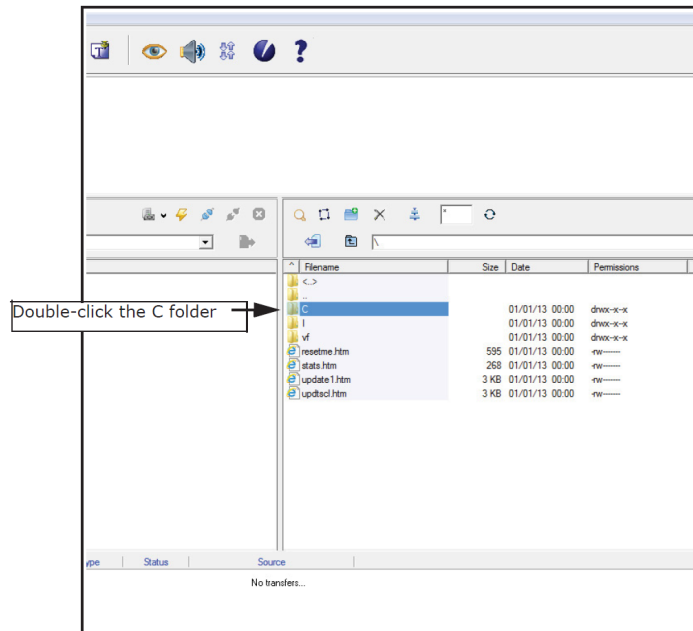 *
\
^ Filename Size Date Permissions
<..>
..
Double-click the C folder
C 01/01/13 00:00 drwx--x--x
I 01/01/13 00:00 drwx--x--x
vf 01/01/13 00:00 drwx--x--x
resetme.htm 595 01/01/13 00:00 -rw-------
stats.htm 268 01/01/13 00:00 -rw-------
update1.htm 3 KB 01/01/13 00:00 -rw-------
updtscl.htm 3 KB 01/01/13 00:00 -rw-------
ype Status Source
No transfers...